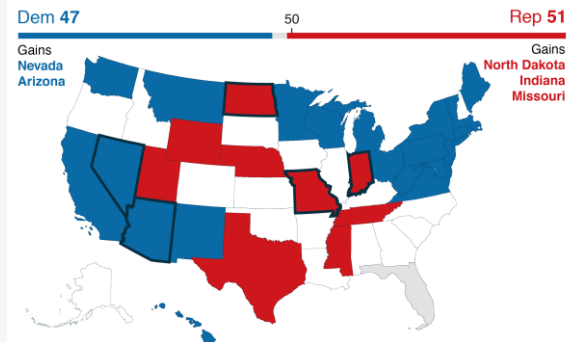 Dem 47
50
Rep 51
Gains
Nevada
Arizona
Gains
North Dakota
Indiana
Missouri